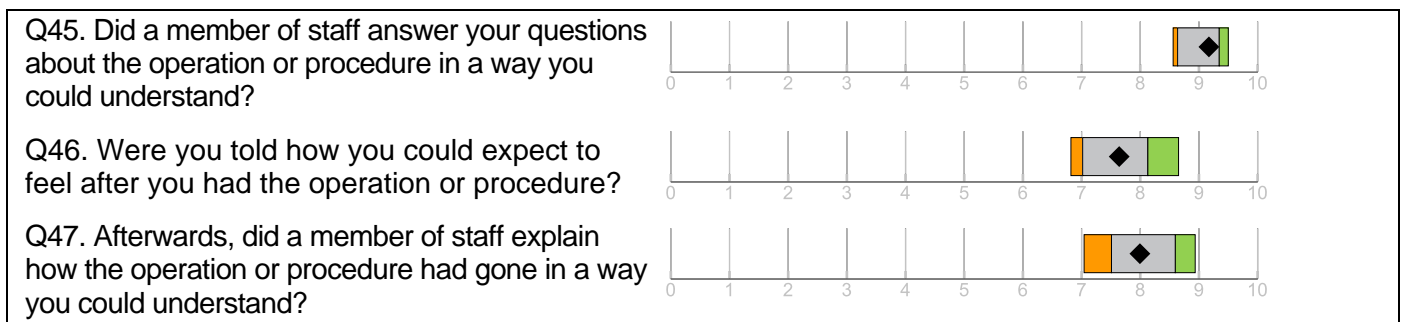 Q45. Did a member of staff answer your questions
about the operation or procedure in a way you
could understand?
0 1 2 3 4 5 6 7 8 9 10
Q46. Were you told how you could expect to
feel after you had the operation or procedure?
0 1 2 3 4 5 6 7 8 9 10
Q47. Afterwards, did a member of staff explain
how the operation or procedure had gone in a way
you could understand?
0 1 2 3 4 5 6 7 8 9 10